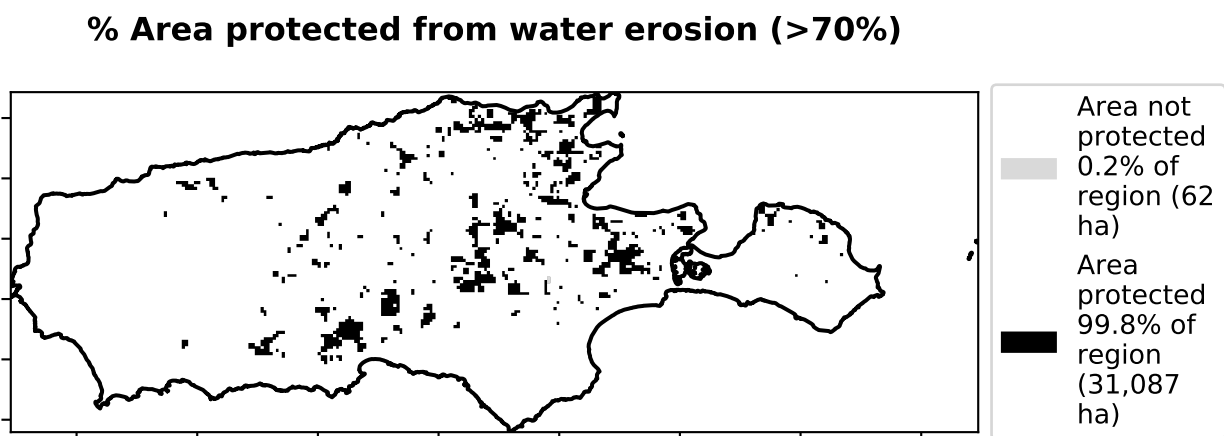 % Area protected from water erosion (>70%)
Area not
protected
0.2% of
region (62
ha)
Area
protected
99.8% of
region
(31,087
ha)